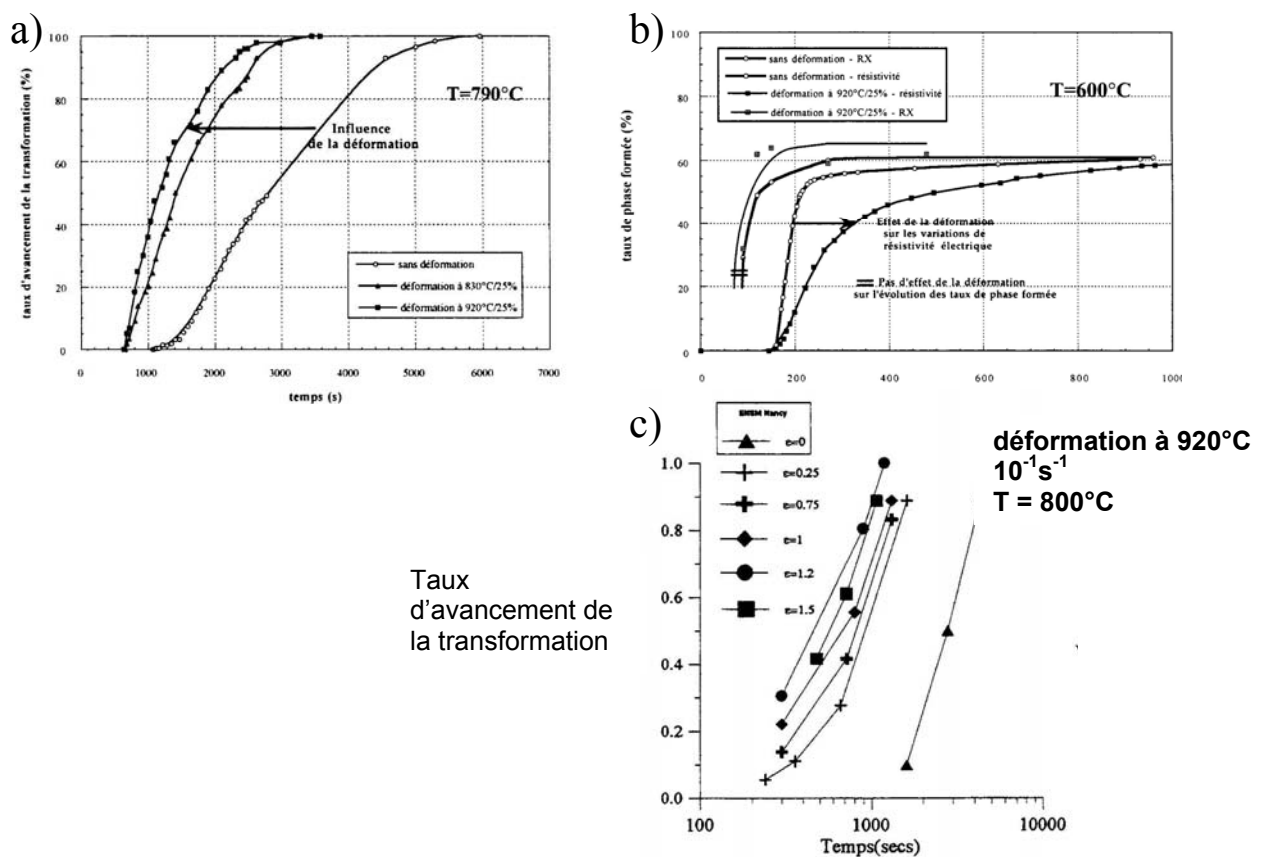 a)
taux d'avancement de la transformation (%)
100
80
60
40
20
0
T=790°C
Influence
de la déformation
sans déformation
déformation à 830°C/25%
déformation à 920°C/25%
0
1000
2000
3000
4000
5000
6000
7000
temps (s)
b)
taux de phase formée (%)
100
80
60
40
20
0
sans déformation - RX
sans déformation - résistivité
déformation à 920°C/25% - résistivité
déformation à 920°C/25% - RX
T=600°C
Effet de la déformation
sur les variations de
résistivité électrique
Pas d'effet de la déformation
sur l'évolution des taux de phase formée
0
200
400
600
800
1000
c)
Nancy
ε=0
ε=0.25
ε=0.75
ε=1
ε=1.2
ε=1.5
déformation à 920°C
10⁻¹s⁻¹
T = 800°C
Taux
d'avancement de
la transformation
1.0
0.8
0.6
0.4
0.2
0.0
100
1000
10000
Temps(secs)